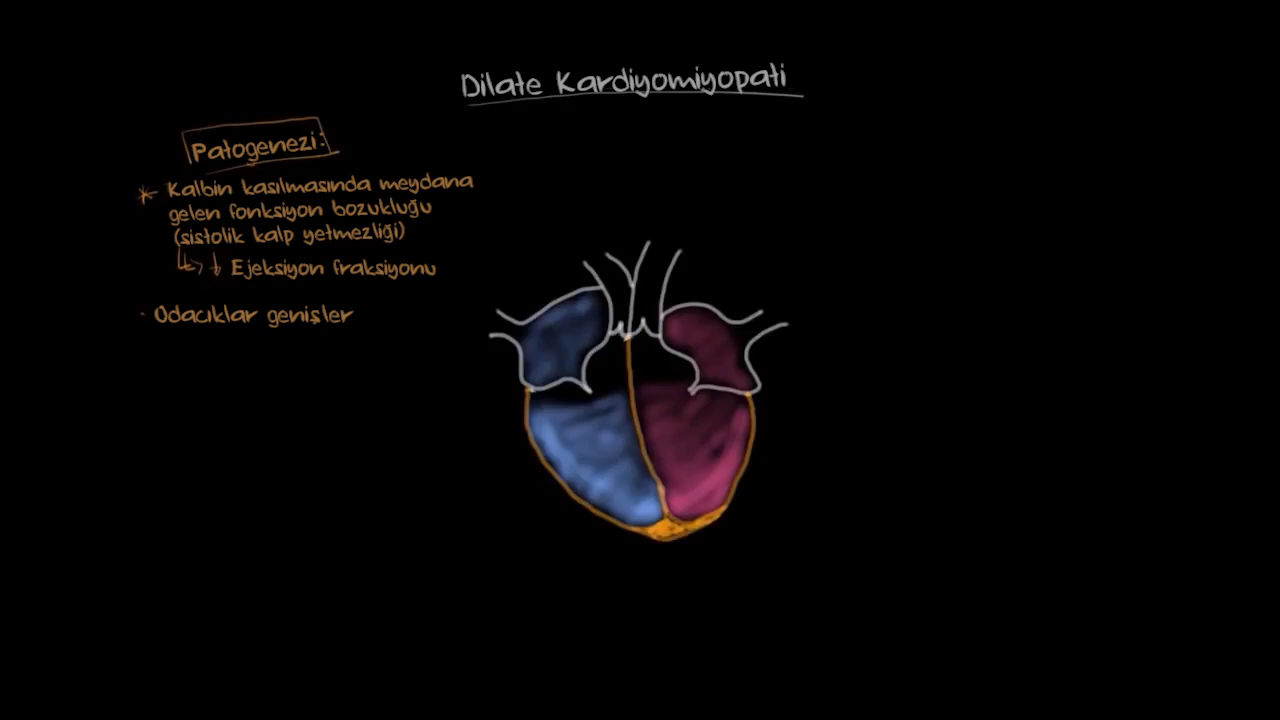 Dilate Kardiyomiyopati
Patogenezi:
* Kalbin kasılmasında meydana
gelen fonksiyon bozukluğu
(sistolik kalp yetmezliği)
↳ ↓ Ejeksiyon fraksiyonu
· Odacıklar genişler